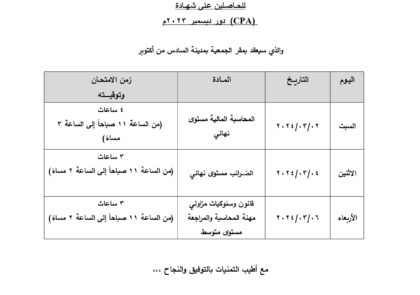 للحاصلين على شهادة
(CPA) دور ديسمبر ٢٠٢٣م
والذي سيعقد بمقر الجمعية بمدينة السادس من أكتوبر
اليوم التاريخ المادة زمن الامتحان وتوقيته
السبت ٢٠٢٤/٠٣/٠٢ المحاسبة المالية مستوى نهائي ٤ ساعات (من الساعة ١١ صباحاً إلى الساعة ٣ مساءً)
الاثنين ٢٠٢٤/٠٣/٠٤ الضرائب مستوى نهائي ٣ ساعات (من الساعة ١١ صباحاً إلى الساعة ٢ مساءً)
الأربعاء ٢٠٢٤/٠٣/٠٦ قانون وسلوكيات مزاولي مهنة المحاسبة والمراجعة مستوى متوسط ٣ ساعات (من الساعة ١١ صباحاً إلى الساعة ٢ مساءً)
مع أطيب التمنيات بالتوفيق والنجاح ,,,